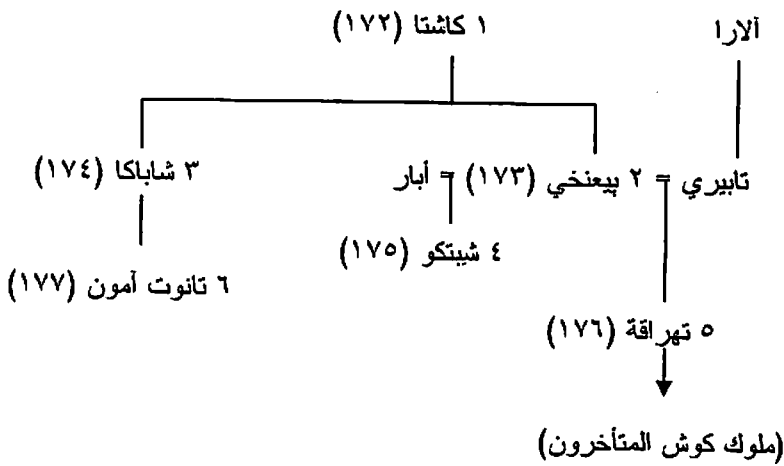 ١ كاشتا (١٧٢) آلارا
٣ شاباكا (١٧٤) أبار = ٢ بيعنخي (١٧٣) = تابيري
٤ شبتكو (١٧٥)
٦ تانوت آمون (١٧٧)
٥ تهراقة (١٧٦)
(ملوك كوش المتأخرون)